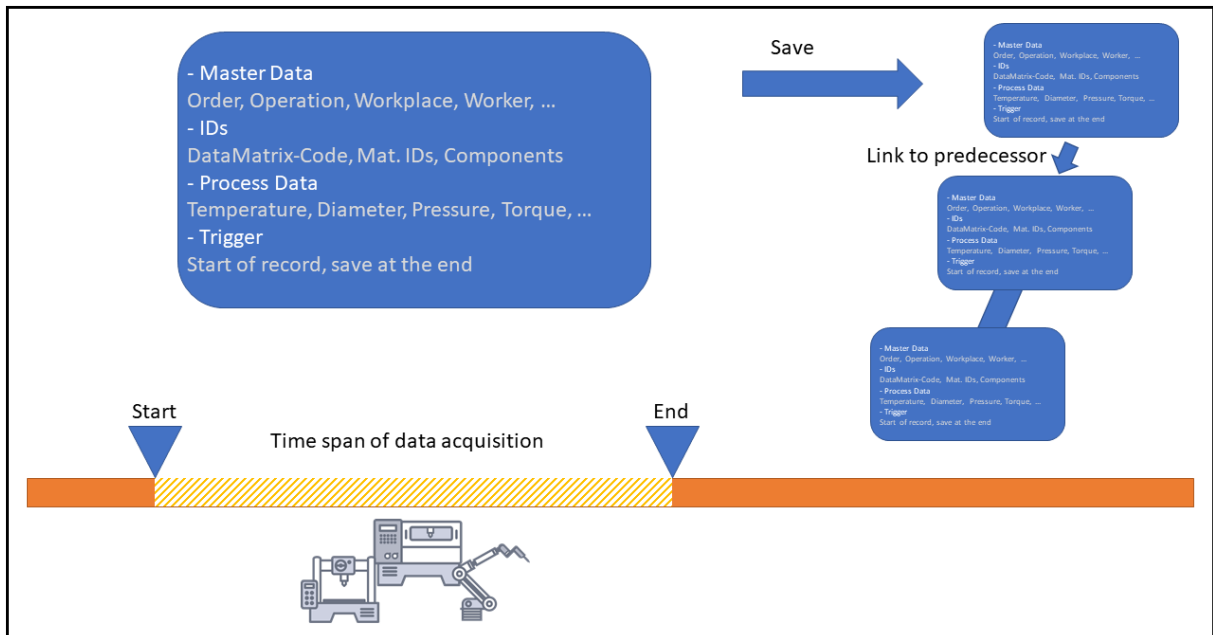 - Master Data
Order, Operation, Workplace, Worker, ...
- IDs
DataMatrix-Code, Mat. IDs, Components
- Process Data
Temperature, Diameter, Pressure, Torque, ...
- Trigger
Start of record, save at the end
Save
- Master Data
Order, Operation, Workplace, Worker, ...
- IDs
DataMatrix-Code, Mat. IDs, Components
- Process Data
Temperature, Diameter, Pressure, Torque, ...
- Trigger
Start of record, save at the end
Link to predecessor
- Master Data
Order, Operation, Workplace, Worker, ...
- IDs
DataMatrix-Code, Mat. IDs, Components
- Process Data
Temperature, Diameter, Pressure, Torque, ...
- Trigger
Start of record, save at the end
- Master Data
Order, Operation, Workplace, Worker, ...
- IDs
DataMatrix-Code, Mat. IDs, Components
- Process Data
Temperature, Diameter, Pressure, Torque, ...
- Trigger
Start of record, save at the end
Start
End
Time span of data acquisition